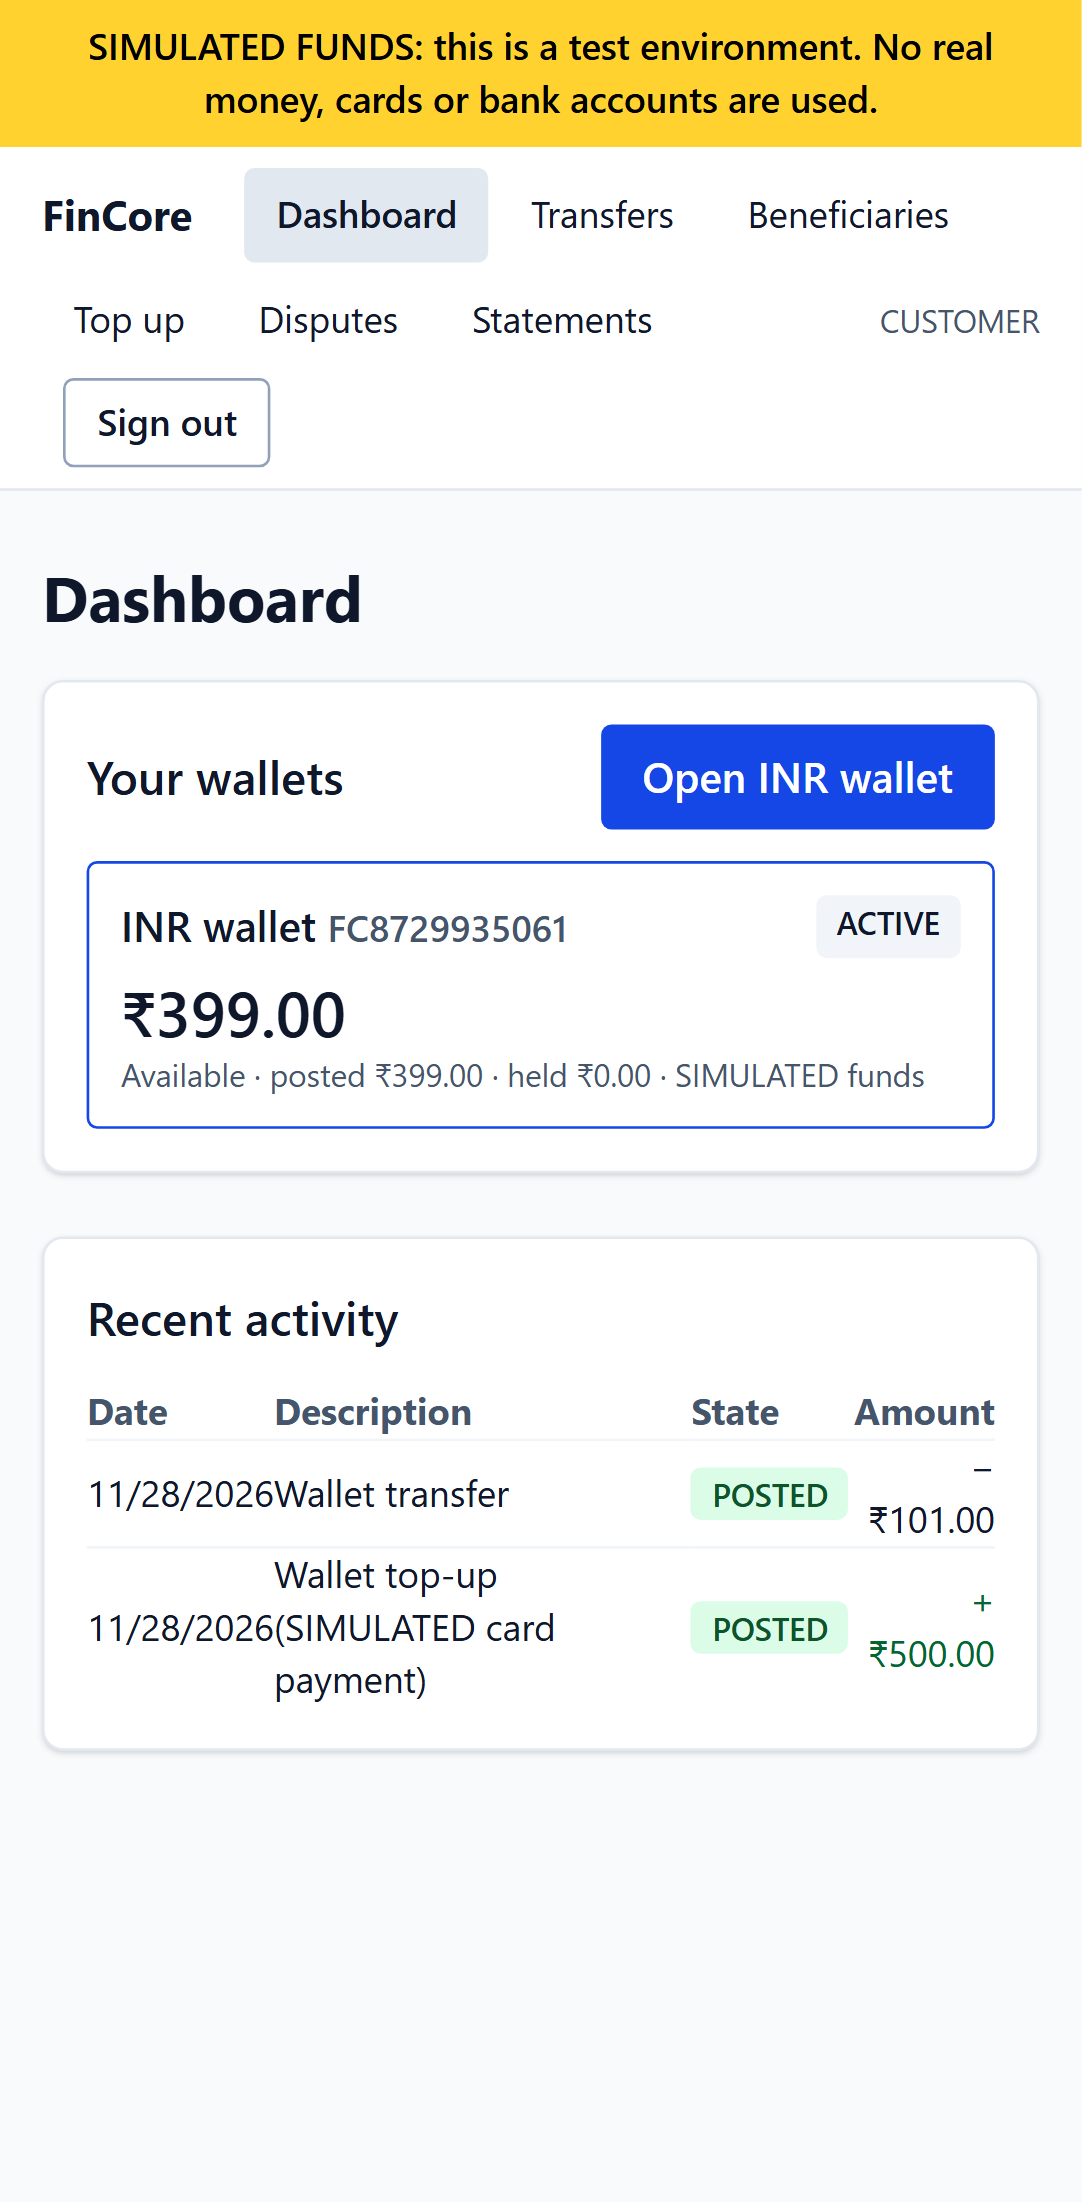 SIMULATED FUNDS: this is a test environment. No real
money, cards or bank accounts are used.
FinCore Dashboard Transfers Beneficiaries
Top up Disputes Statements CUSTOMER
Sign out
Dashboard
Your wallets Open INR wallet
INR wallet FC8729935061 ACTIVE
₹399.00
Available · posted ₹399.00 · held ₹0.00 · SIMULATED funds
Recent activity
Date Description State Amount
11/28/2026 Wallet transfer POSTED −
₹101.00
Wallet top-up
11/28/2026 (SIMULATED card POSTED +
payment) ₹500.00